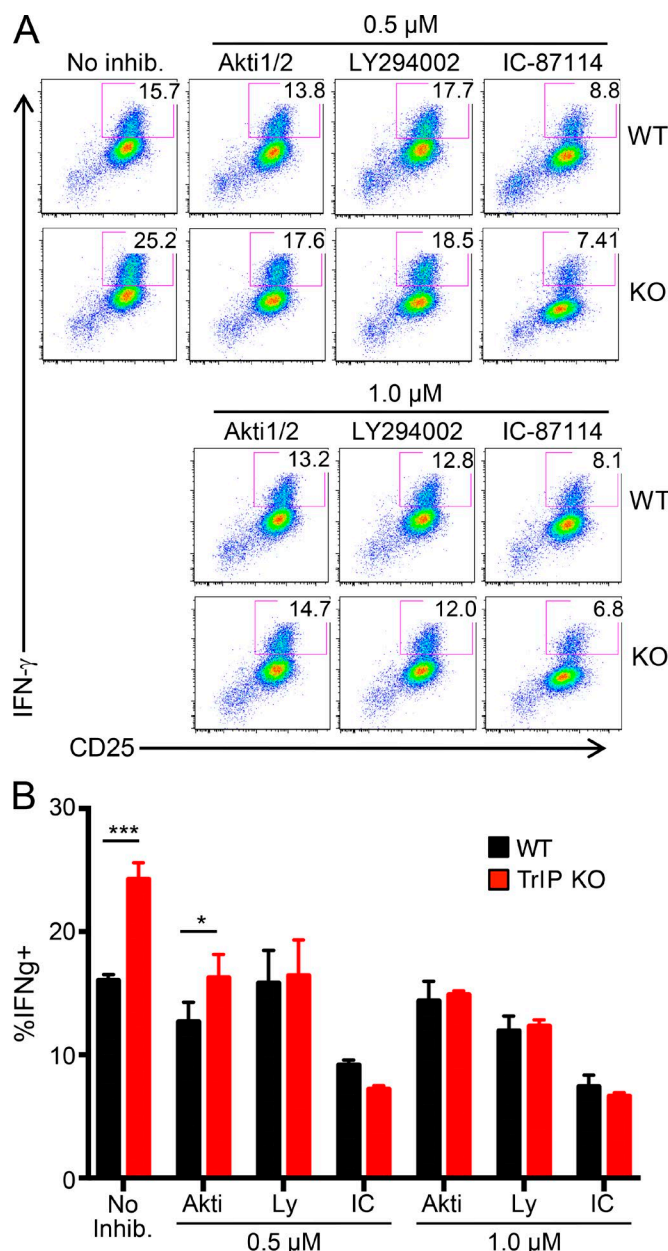 A
0.5 µM
No inhib. Akti1/2 LY294002 IC-87114
15.7 13.8 17.7 8.8 WT
25.2 17.6 18.5 7.41 KO
1.0 µM
Akti1/2 LY294002 IC-87114
13.2 12.8 8.1 WT
14.7 12.0 6.8 KO
IFN-γ
CD25
B
30
20
10
0
%IFNg+
*** *
WT
TrIP KO
No Inhib. Akti Ly IC Akti Ly IC
0.5 µM 1.0 µM